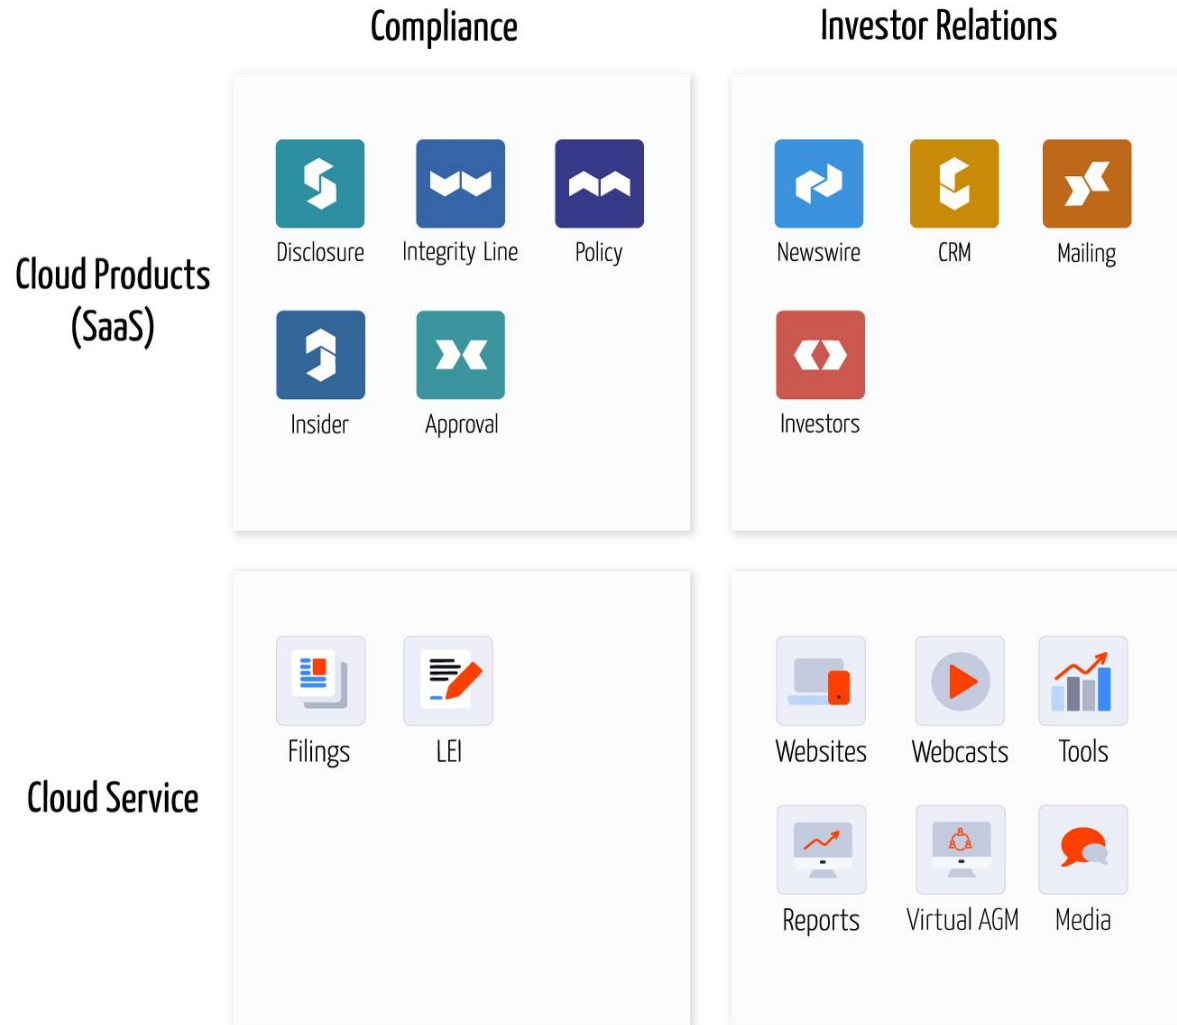 Compliance
Investor Relations
Cloud Products
(SaaS)
Disclosure
Integrity Line
Policy
Insider
Approval
Newswire
CRM
Mailing
Investors
Cloud Service
Filings
LEI
Websites
Webcasts
Tools
Reports
Virtual AGM
Media